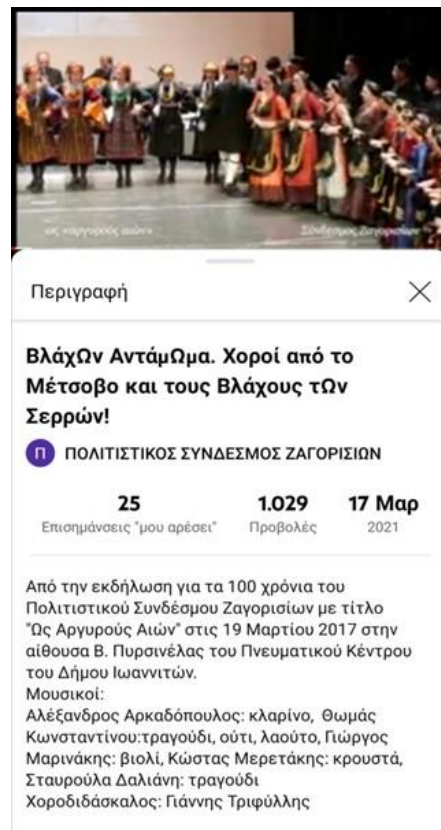 ως «αργυρούς αιών»
Σύνδεσμος Ζαγορισίων
Περιγραφή
ΒλάχΩν ΑντάμΩμα. Χοροί από το
Μέτσοβο και τους Βλάχους τΩν
Σερρών!
Π ΠΟΛΙΤΙΣΤΙΚΟΣ ΣΥΝΔΕΣΜΟΣ ΖΑΓΟΡΙΣΙΩΝ
25 1.029 17 Μαρ
Επισημάνσεις "μου αρέσει" Προβολές 2021
Από την εκδήλωση για τα 100 χρόνια του
Πολιτιστικού Συνδέσμου Ζαγορισίων με τίτλο
"Ως Αργυρούς Αιών" στις 19 Μαρτίου 2017 στην
αίθουσα Β. Πυρσινέλας του Πνευματικού Κέντρου
του Δήμου Ιωαννιτών.
Μουσικοί:
Αλέξανδρος Αρκαδόπουλος: κλαρίνο, Θωμάς
Κωνσταντίνου:τραγούδι, ούτι, λαούτο, Γιώργος
Μαρινάκης: βιολί, Κώστας Μερετάκης: κρουστά,
Σταυρούλα Δαλιάνη: τραγούδι
Χοροδιδάσκαλος: Γιάννης Τριφύλλης